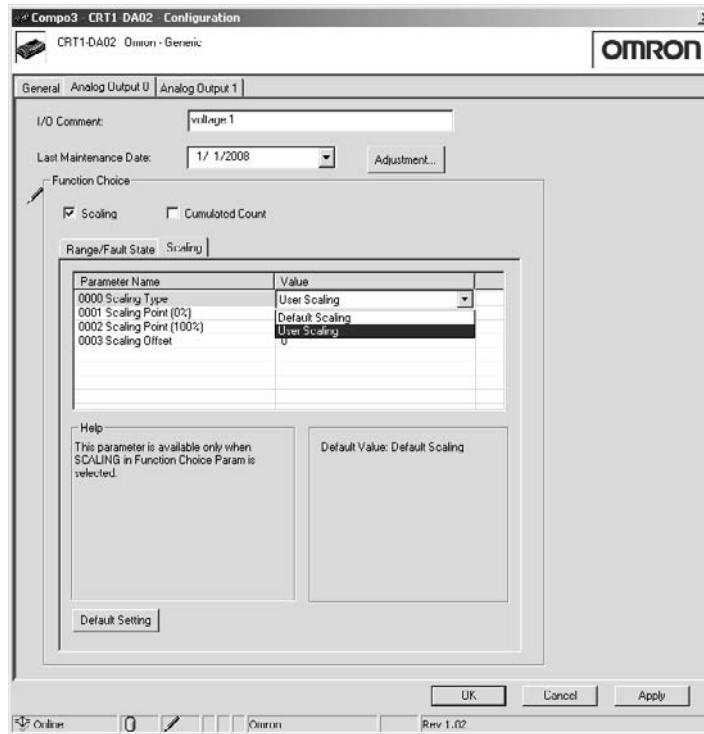 Compo3 - CRT1-DA02 - Configuration
CRT1-DA02 Omron - Generic
OMRON
General Analog Output 0 Analog Output 1
I/O Comment: voltage 1
Last Maintenance Date: 1/ 1/2008 Adjustment...
Function Choice
Scaling Cumulated Count
Range/Fault State Scaling
Parameter Name Value
0000 Scaling Type User Scaling
0001 Scaling Point (0%) Default Scaling
0002 Scaling Point (100%) User Scaling
0003 Scaling Offset 0
Help
This parameter is available only when Default Value: Default Scaling
SCALING in Function Choice Param is
selected.
Default Setting
OK Cancel Apply
Online Omron Rev 1.02